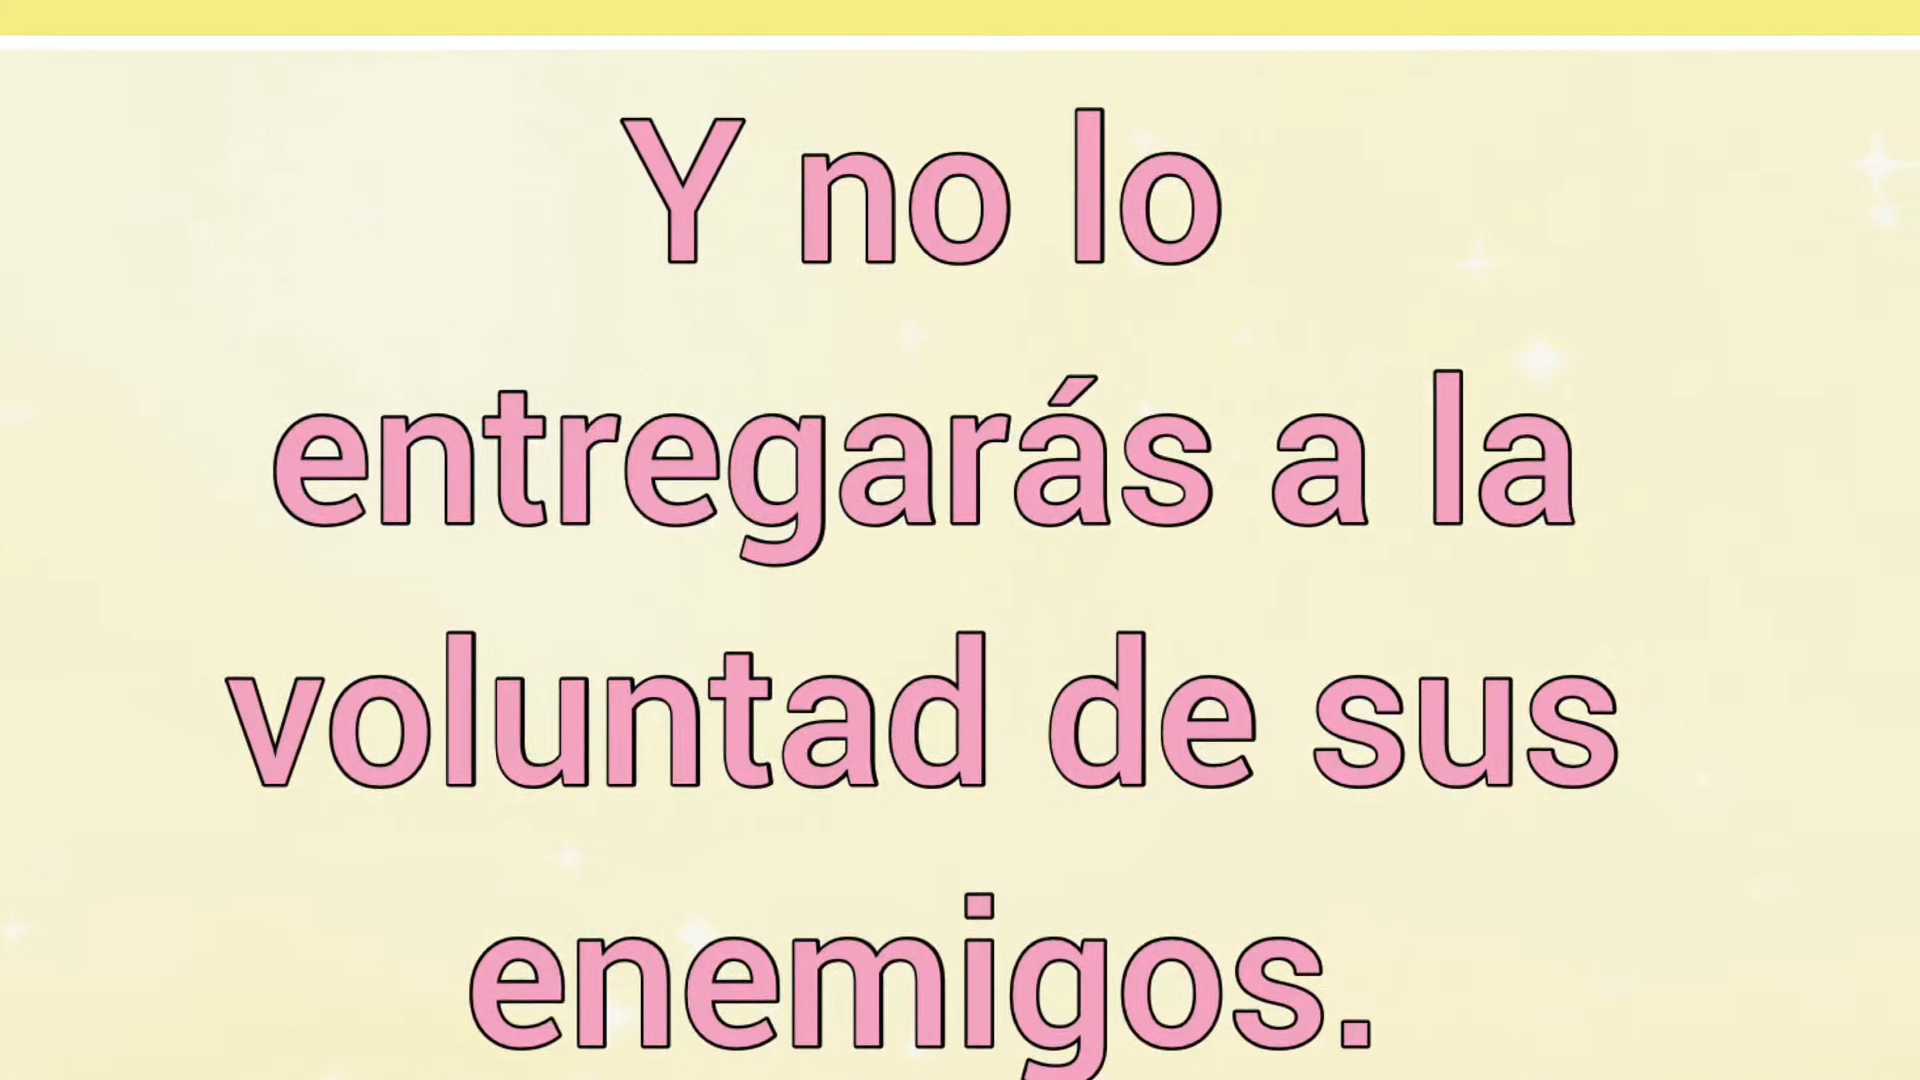 Y no lo
entregarás a la
voluntad de sus
enemigos.